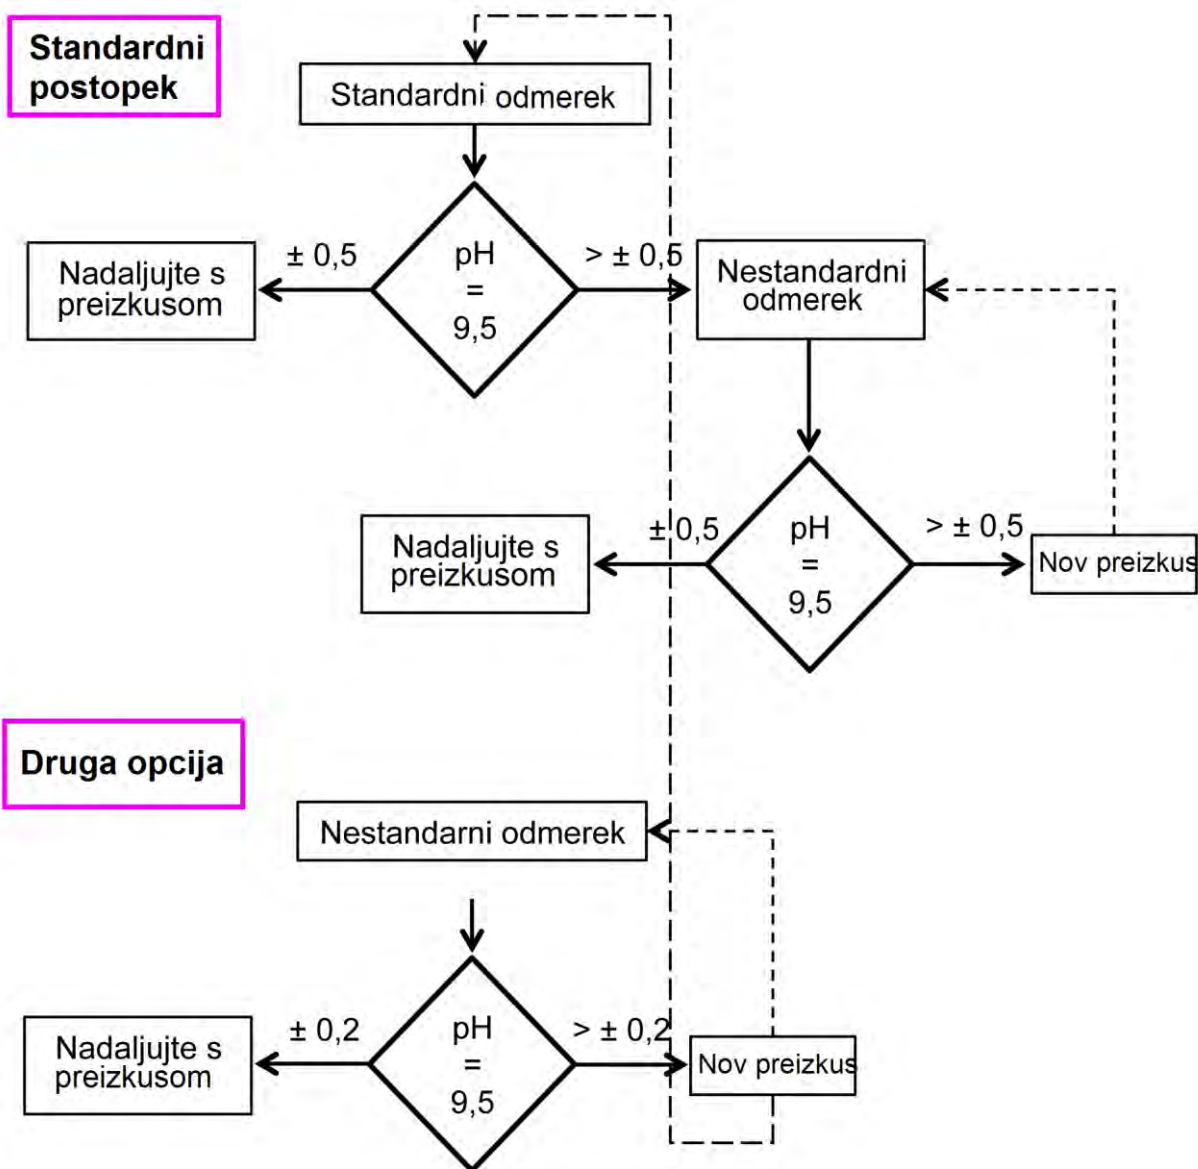 Standardni
postopek
Standardni odmerek
± 0,5
pH
=
9,5
> ± 0,5
Nadaljujte s
preizkusom
Nestandardni
odmerek
± 0,5
pH
=
9,5
> ± 0,5
Nadaljujte s
preizkusom
Nov preizkus
Druga opcija
Nestandarni odmerek
± 0,2
pH
=
9,5
> ± 0,2
Nadaljujte s
preizkusom
Nov preizkus